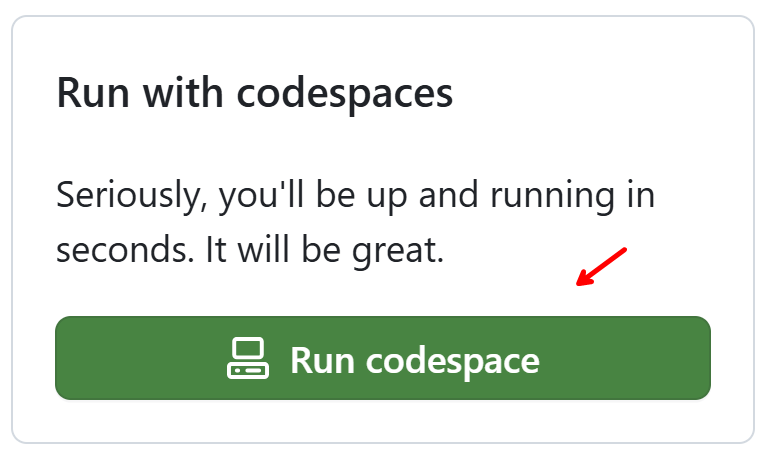 Run with codespaces
Seriously, you'll be up and running in
seconds. It will be great.
Run codespace